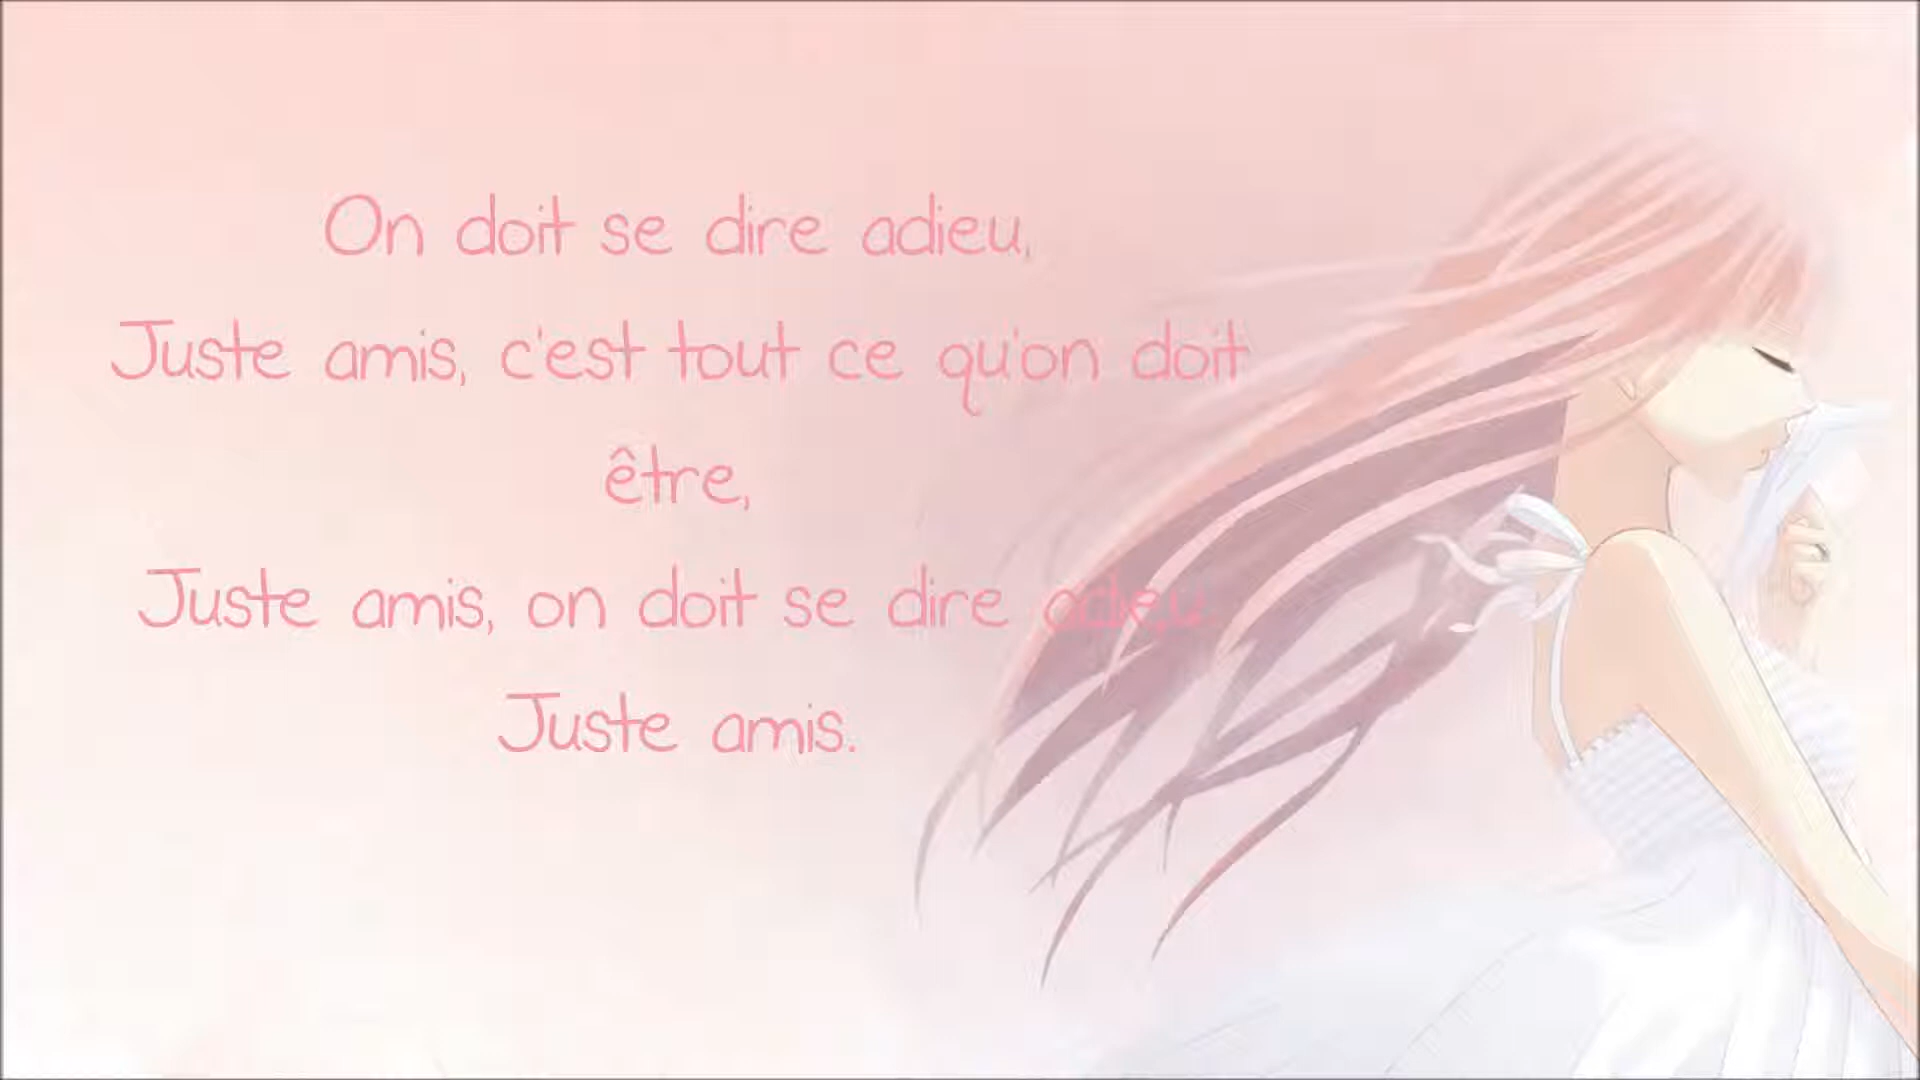 On doit se dire adieu,
Juste amis, c'est tout ce qu'on doit
être,
Juste amis, on doit se dire adieu.
Juste amis.